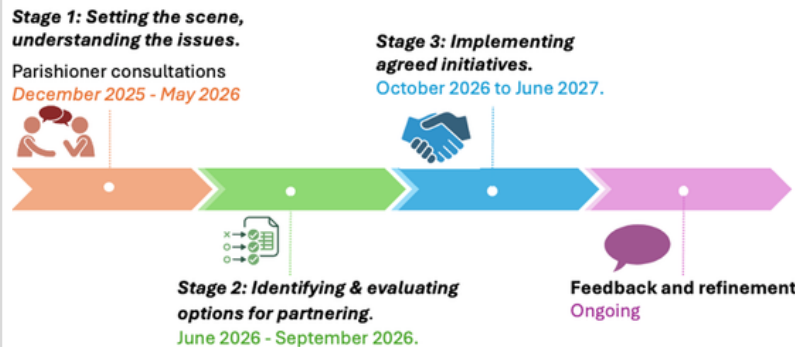 Stage 1: Setting the scene,
understanding the issues.
Parishioner consultations
December 2025 - May 2026
Stage 2: Identifying & evaluating
options for partnering.
June 2026 - September 2026.
Stage 3: Implementing
agreed initiatives.
October 2026 to June 2027.
Feedback and refinement
Ongoing